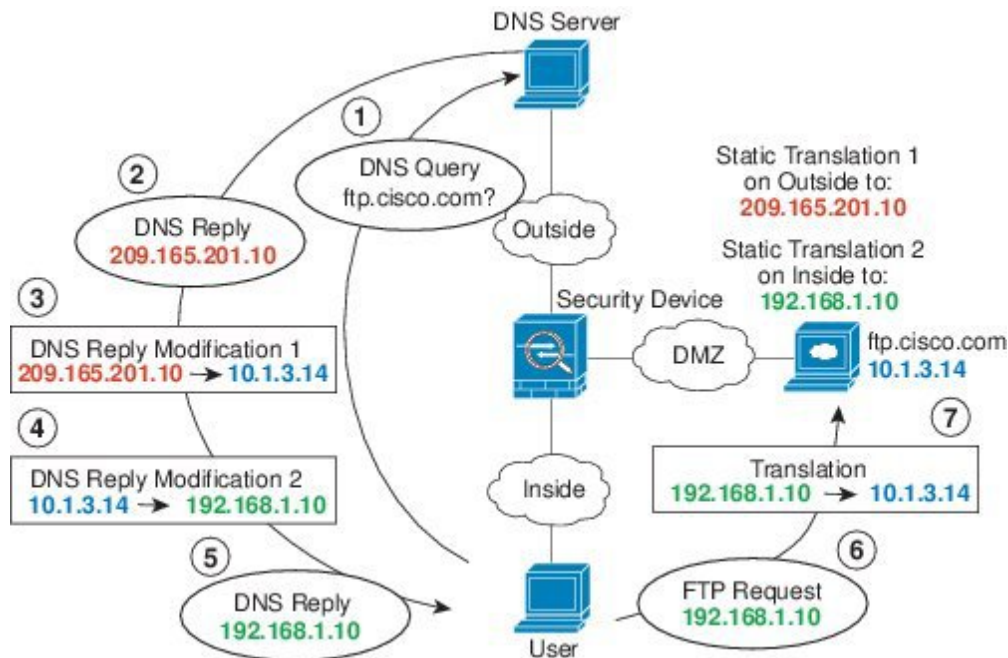 DNS Server
1
DNS Query
ftp.cisco.com?
2
DNS Reply
209.165.201.10
Outside
Static Translation 1
on Outside to:
209.165.201.10
Static Translation 2
on Inside to:
192.168.1.10
3
DNS Reply Modification 1
209.165.201.10 → 10.1.3.14
Security Device
DMZ
ftp.cisco.com
10.1.3.14
4
DNS Reply Modification 2
10.1.3.14 → 192.168.1.10
Inside
7
Translation
192.168.1.10 → 10.1.3.14
5
DNS Reply
192.168.1.10
User
6
FTP Request
192.168.1.10